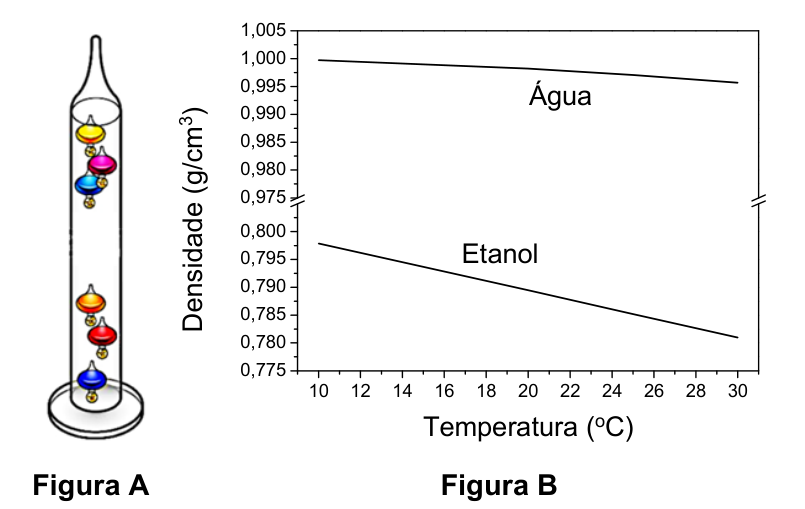 1,005
1,000
0,995
0,990
0,985
0,980
0,975
0,800
0,795
0,790
0,785
0,780
0,775
Densidade (g/cm³)
Água
Etanol
10 12 14 16 18 20 22 24 26 28 30
Temperatura (ºC)
Figura A
Figura B